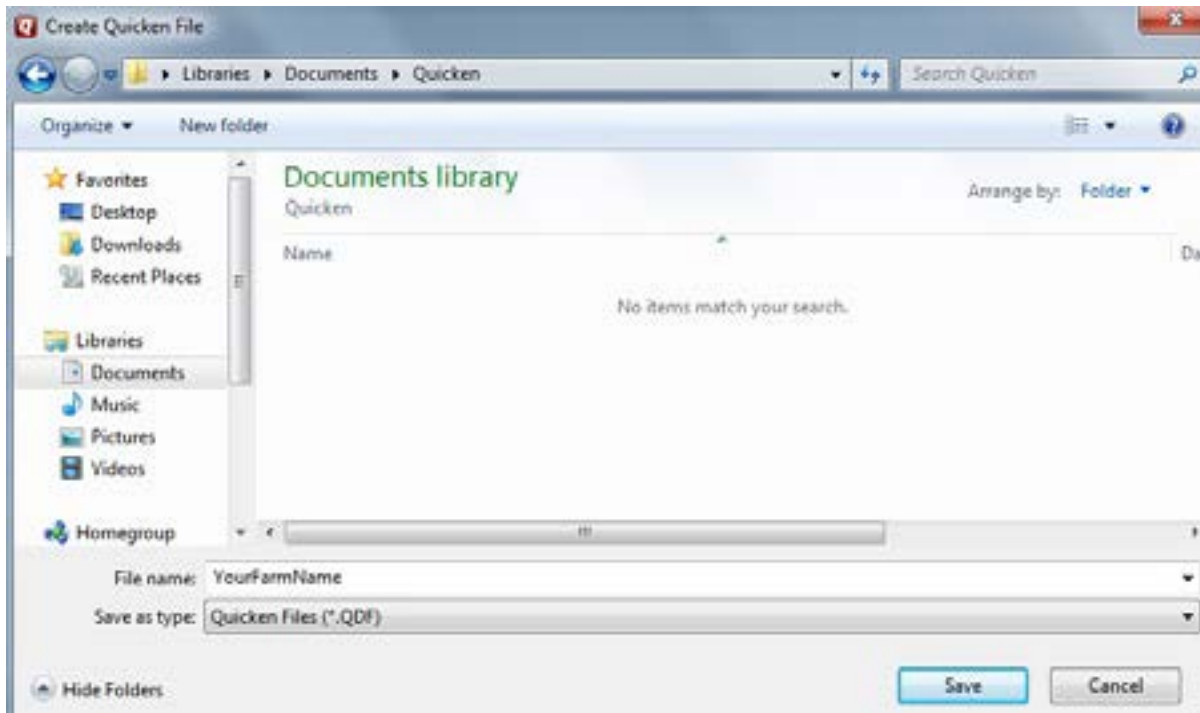 Create Quicken File
Libraries Documents Quicken
Search Quicken
Organize New folder
Favorites
Desktop
Downloads
Recent Places
Libraries
Documents
Music
Pictures
Videos
Homegroup
Documents library
Quicken
Arrange by: Folder
Name Da
No items match your search.
File name: YourFarmName
Save as type: Quicken Files (*.QDF)
Hide Folders
Save Cancel